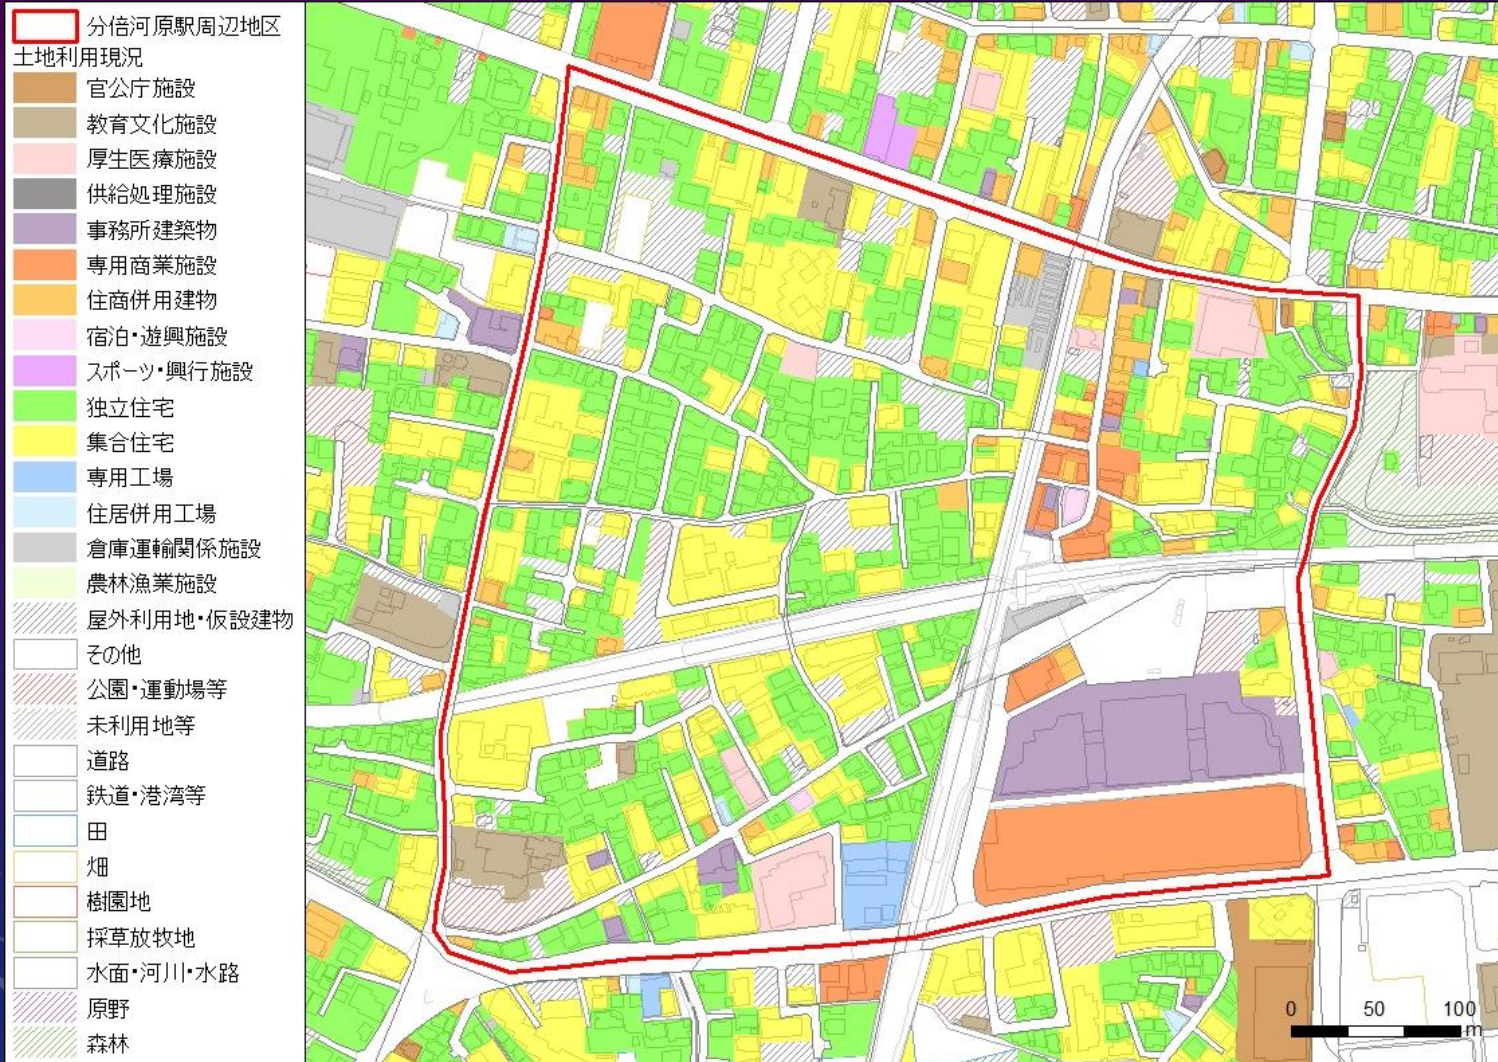 分倍河原駅周辺地区
土地利用現況
官公庁施設
教育文化施設
厚生医療施設
供給処理施設
事務所建築物
専用商業施設
住商併用建物
宿泊・遊興施設
スポーツ・興行施設
独立住宅
集合住宅
専用工場
住居併用工場
倉庫運輸関係施設
農林漁業施設
屋外利用地・仮設建物
その他
公園・運動場等
未利用地等
道路
鉄道・港湾等
田
畑
樹園地
採草放牧地
水面・河川・水路
原野
森林
0 50 100
m